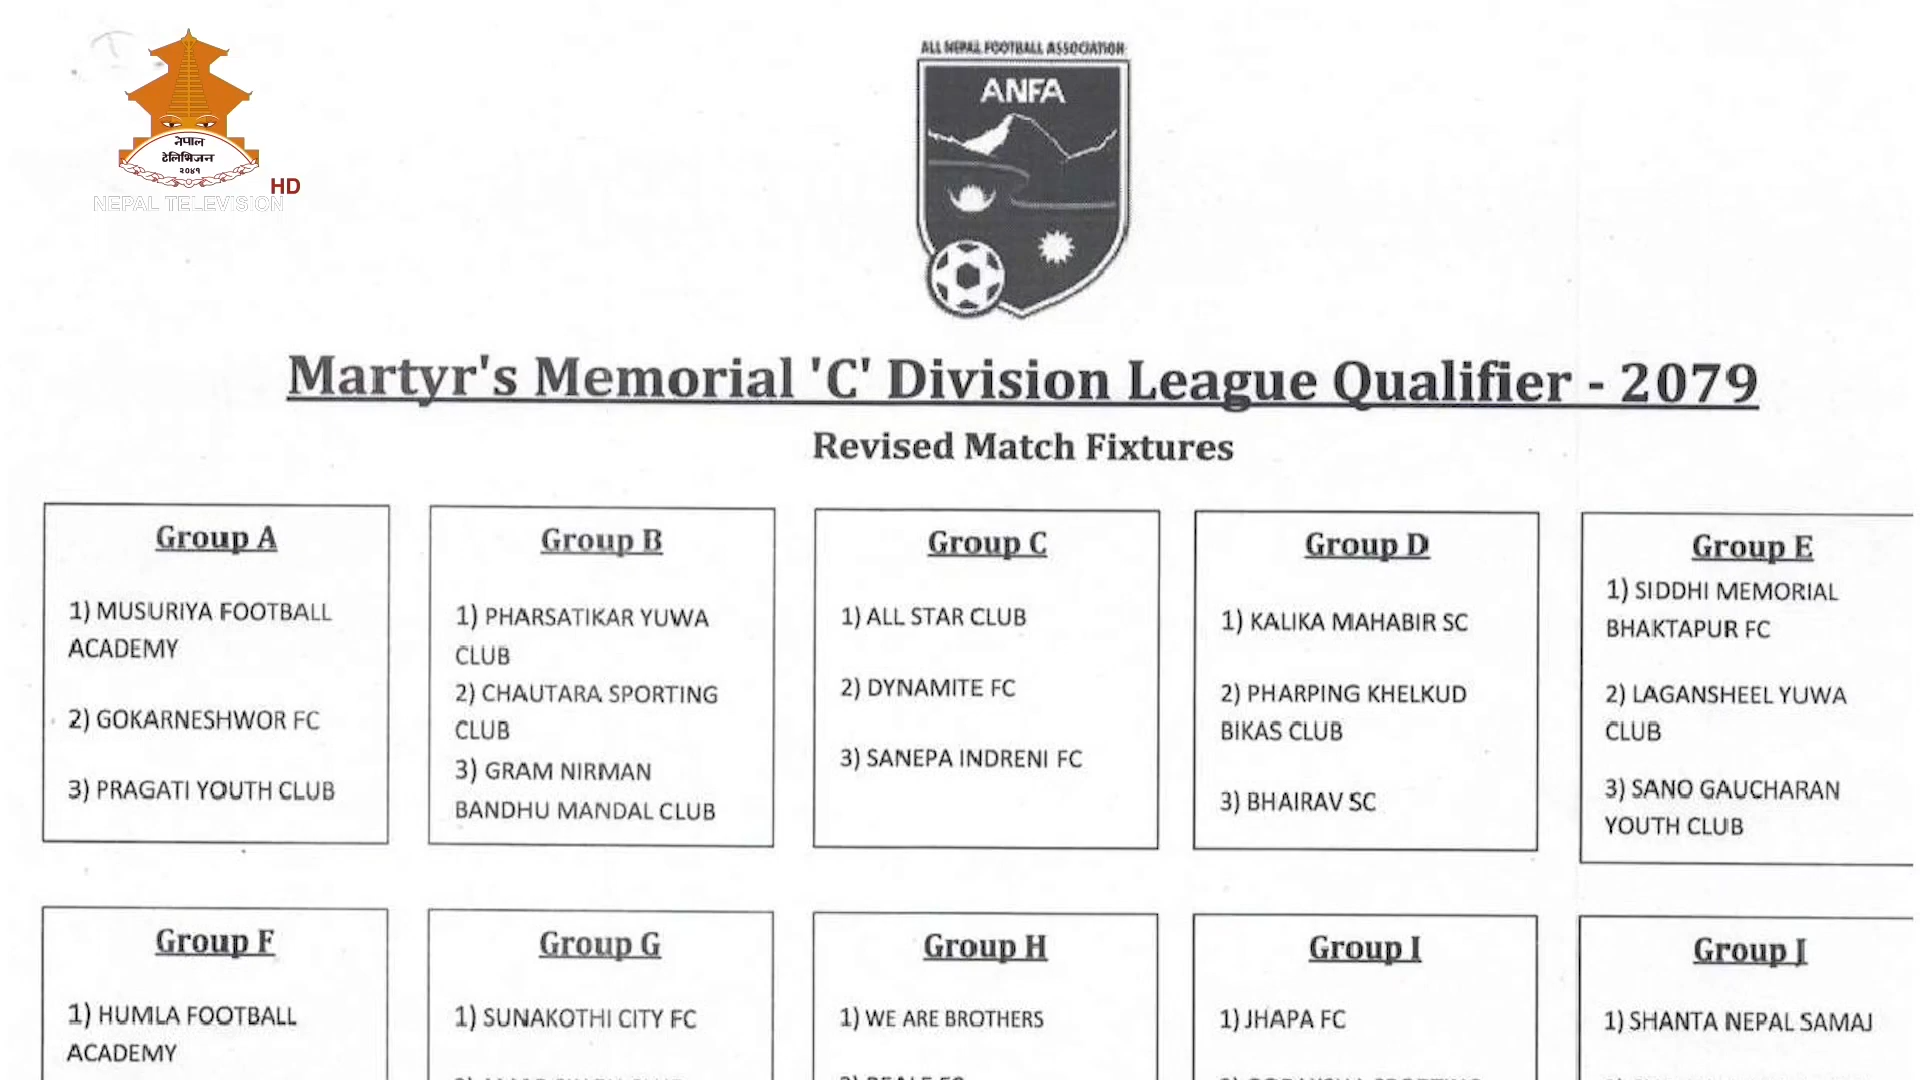 नेपाल
टेलिभिजन
२०४१
HD
NEPAL TELEVISION
ALL NEPAL FOOTBALL ASSOCIATION
ANFA
Martyr's Memorial 'C' Division League Qualifier - 2079
Revised Match Fixtures
Group A
1) MUSURIYA FOOTBALL
ACADEMY
2) GOKARNESHWOR FC
3) PRAGATI YOUTH CLUB
Group B
1) PHARSATIKAR YUWA
CLUB
2) CHAUTARA SPORTING
CLUB
3) GRAM NIRMAN
BANDHU MANDAL CLUB
Group C
1) ALL STAR CLUB
2) DYNAMITE FC
3) SANEPA INDRENI FC
Group D
1) KALIKA MAHABIR SC
2) PHARPING KHELKUD
BIKAS CLUB
3) BHAIRAV SC
Group E
1) SIDDHI MEMORIAL
BHAKTAPUR FC
2) LAGANSHEEL YUWA
CLUB
3) SANO GAUCHARAN
YOUTH CLUB
Group F
1) HUMLA FOOTBALL
ACADEMY
Group G
1) SUNAKOTHI CITY FC
Group H
1) WE ARE BROTHERS
Group I
1) JHAPA FC
Group J
1) SHANTA NEPAL SAMAJ